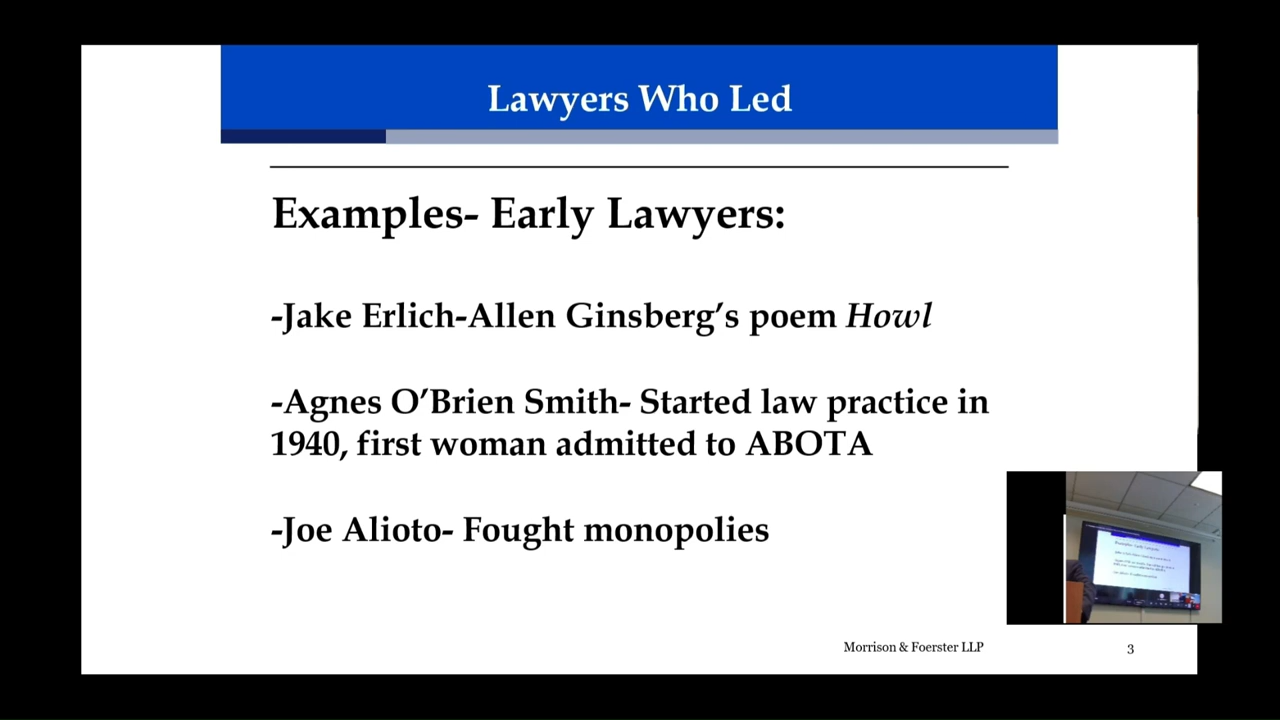 Lawyers Who Led
Examples- Early Lawyers:
-Jake Erlich-Allen Ginsberg’s poem Howl
-Agnes O’Brien Smith- Started law practice in
1940, first woman admitted to ABOTA
-Joe Alioto- Fought monopolies
Morrison & Foerster LLP
3